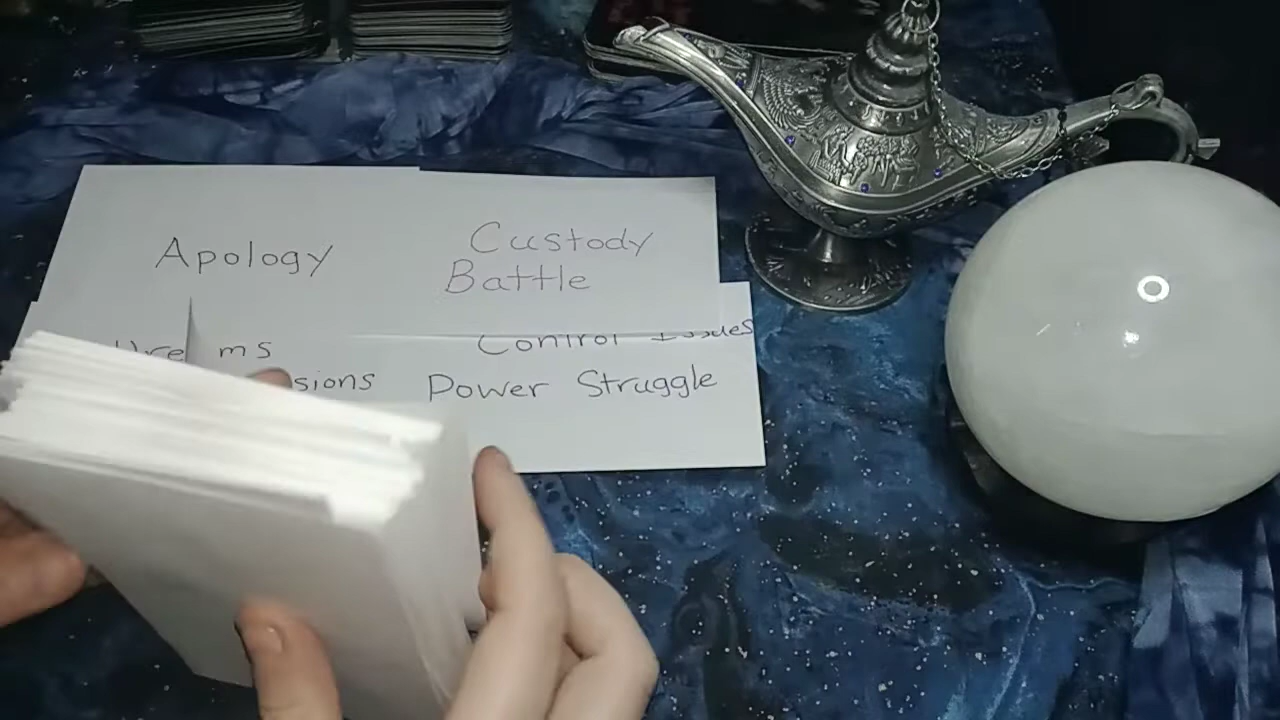 Apology
Custody
Battle
Control Issues
Power Struggle